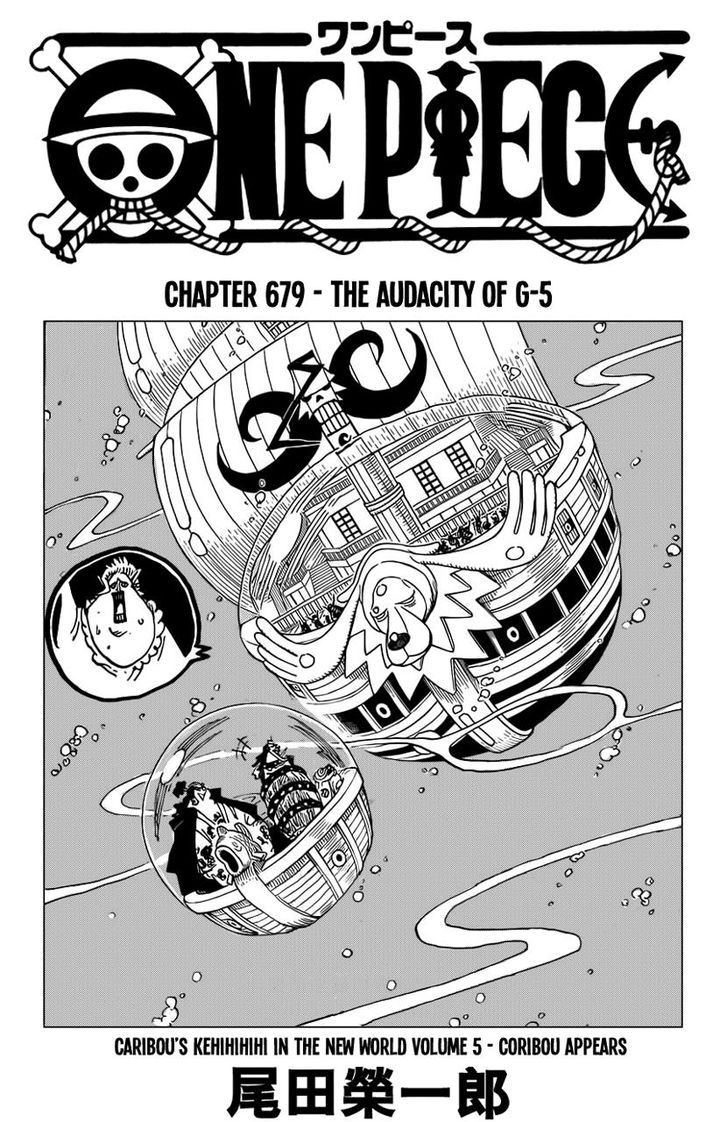 ワンピース
ONE PIECE
CHAPTER 679 - THE AUDACITY OF G-5
CARIBOU'S KEHIHIHIHI IN THE NEW WORLD VOLUME 5 - CORIBOU APPEARS
尾田榮一郎